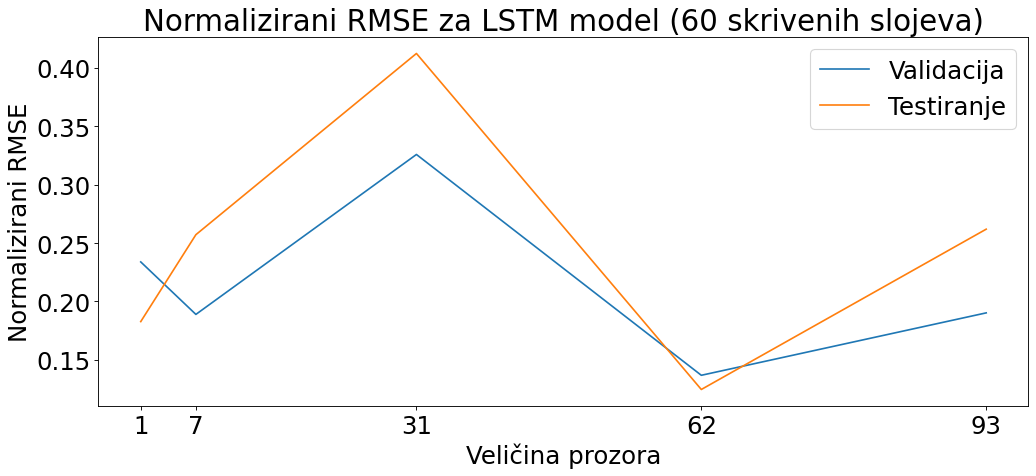 Normalizirani RMSE za LSTM model (60 skrivenih slojeva)
Validacija
Testiranje
Normalizirani RMSE
0.40
0.35
0.30
0.25
0.20
0.15
1 7 31 62 93
Veličina prozora